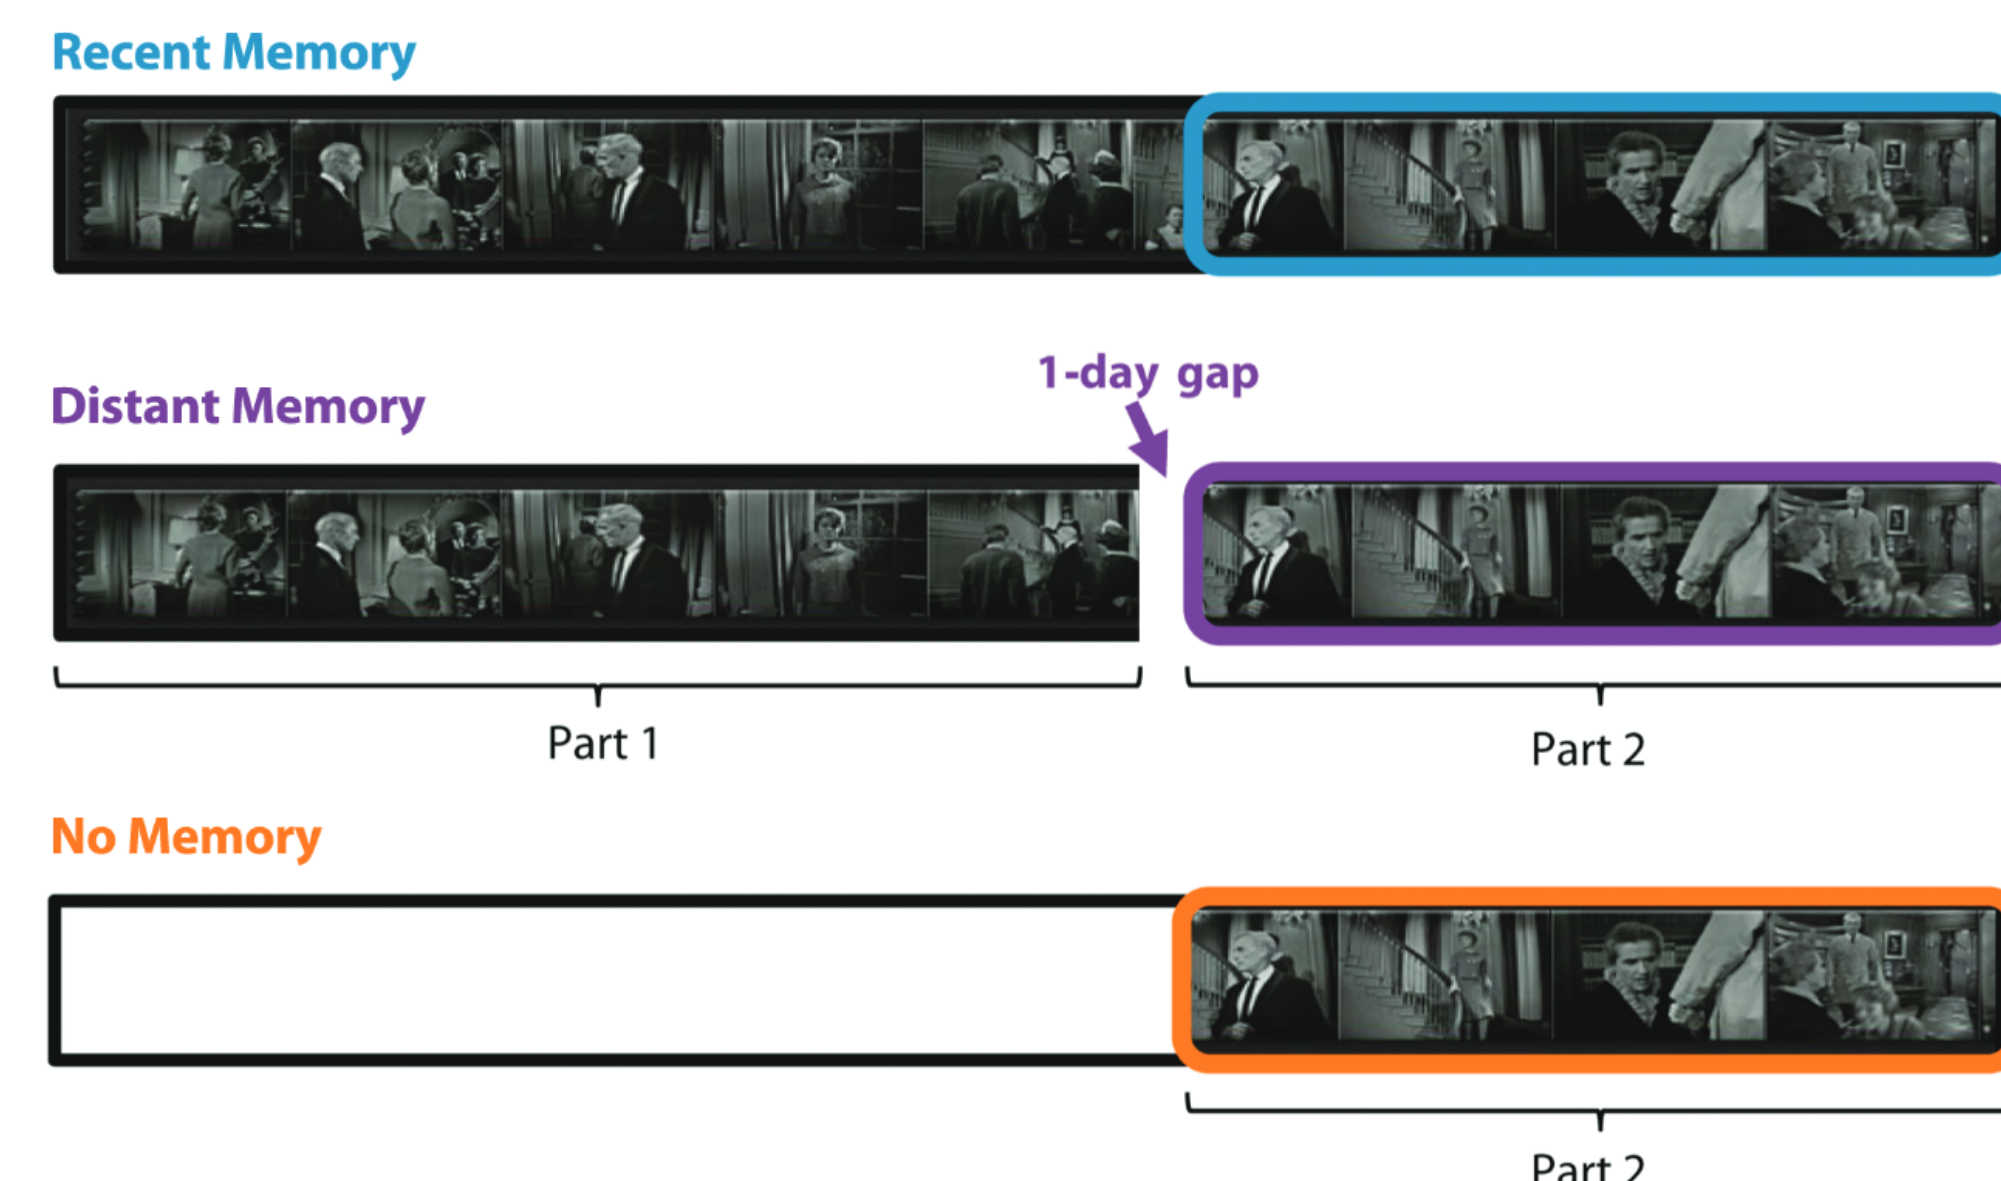 Recent Memory
1-day gap
Distant Memory
Part 1
Part 2
No Memory
Part 2